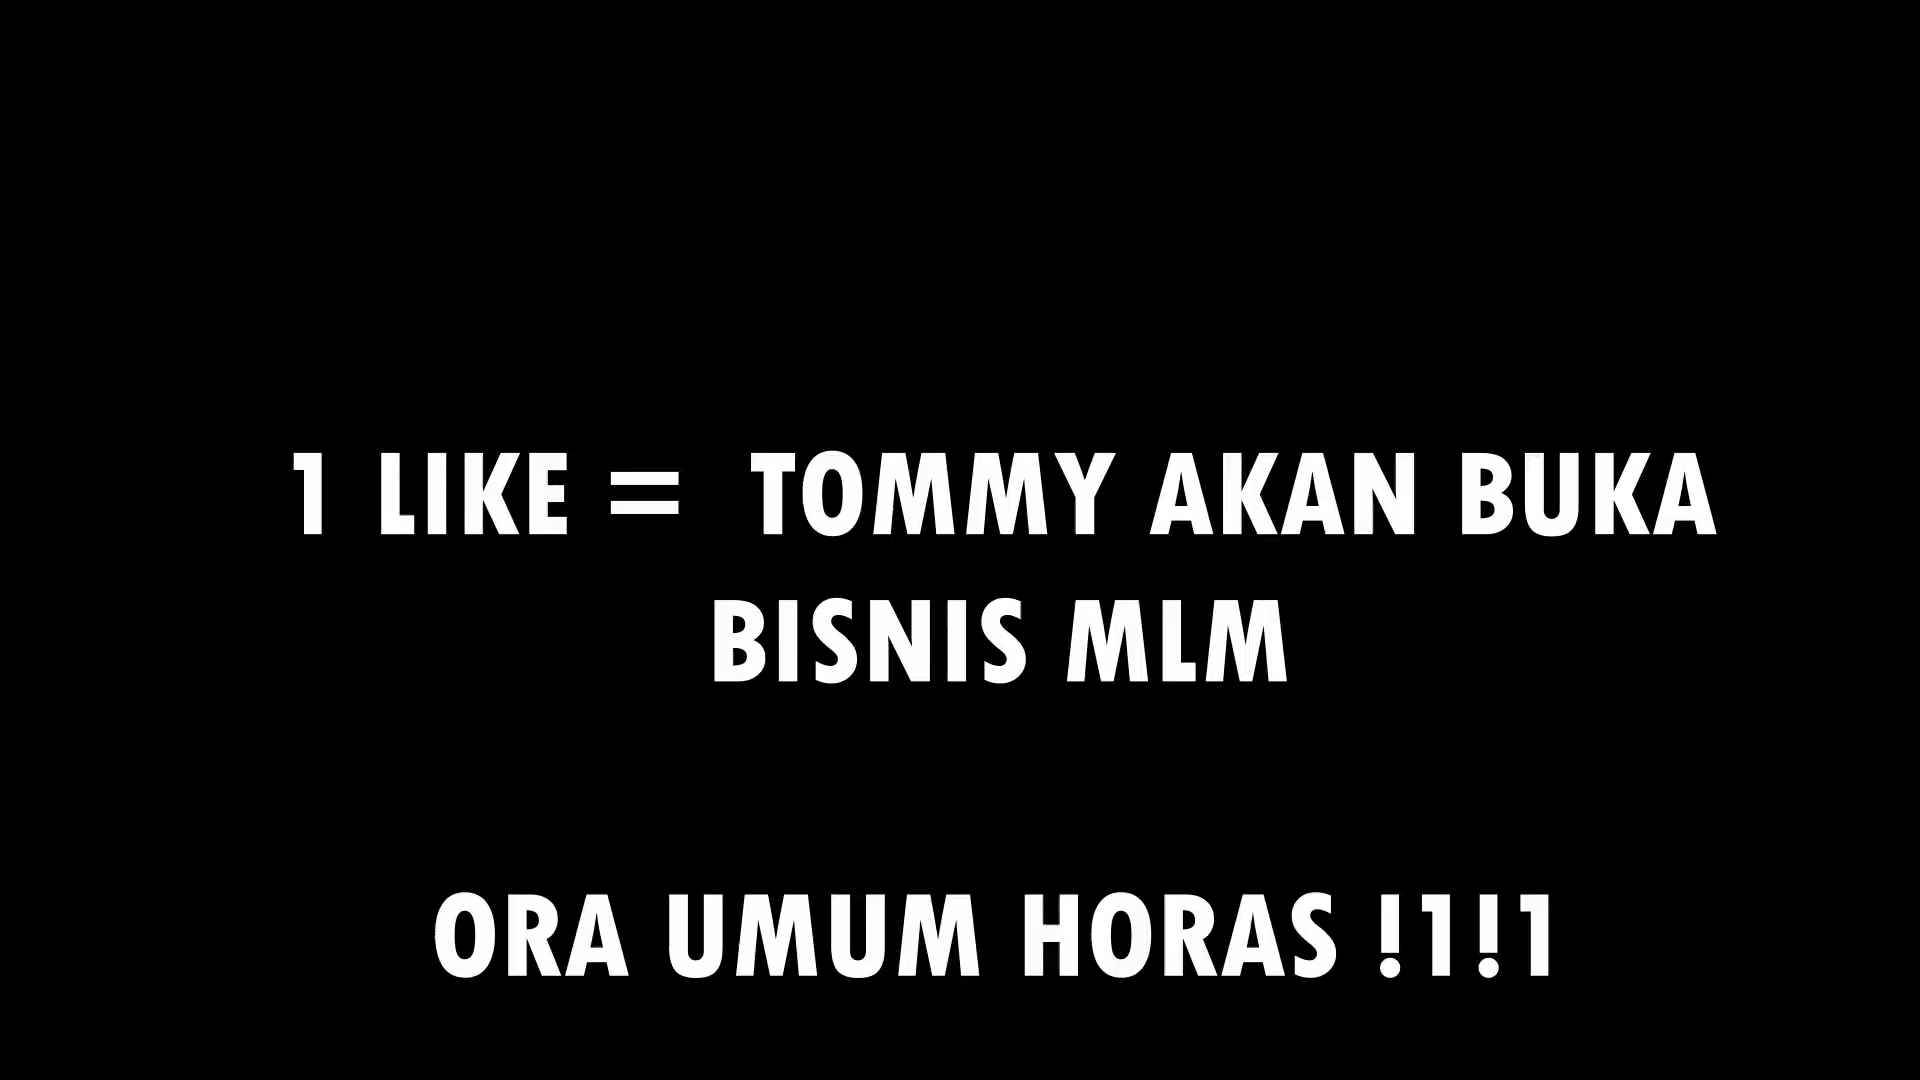 1 LIKE = TOMMY AKAN BUKA
BISNIS MLM
ORA UMUM HORAS !1!1